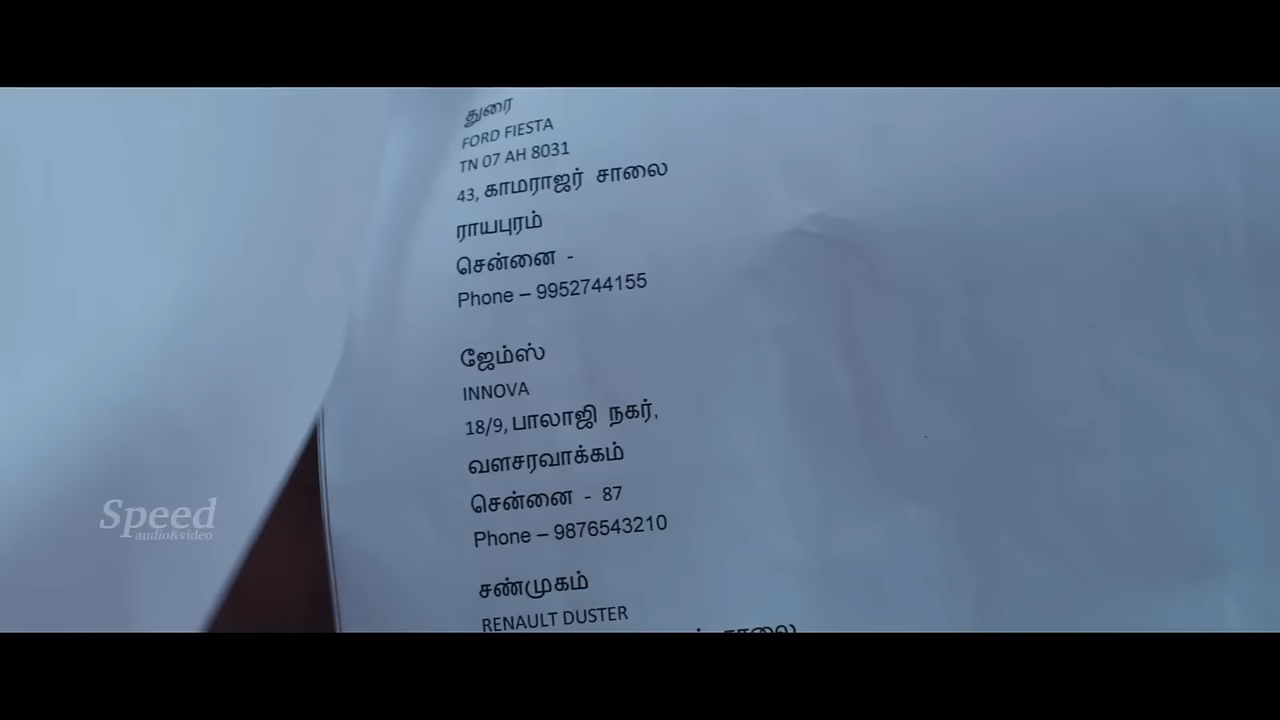 துரை
FORD FIESTA
TN 07 AH 8031
43, காமராஜர் சாலை
ராயபுரம்
சென்னை -
Phone – 9952744155
ஜேம்ஸ்
INNOVA
18/9, பாலாஜி நகர்,
வளசரவாக்கம்
சென்னை - 87
Phone – 9876543210
சண்முகம்
RENAULT DUSTER
சாலை
Speed
audio&video